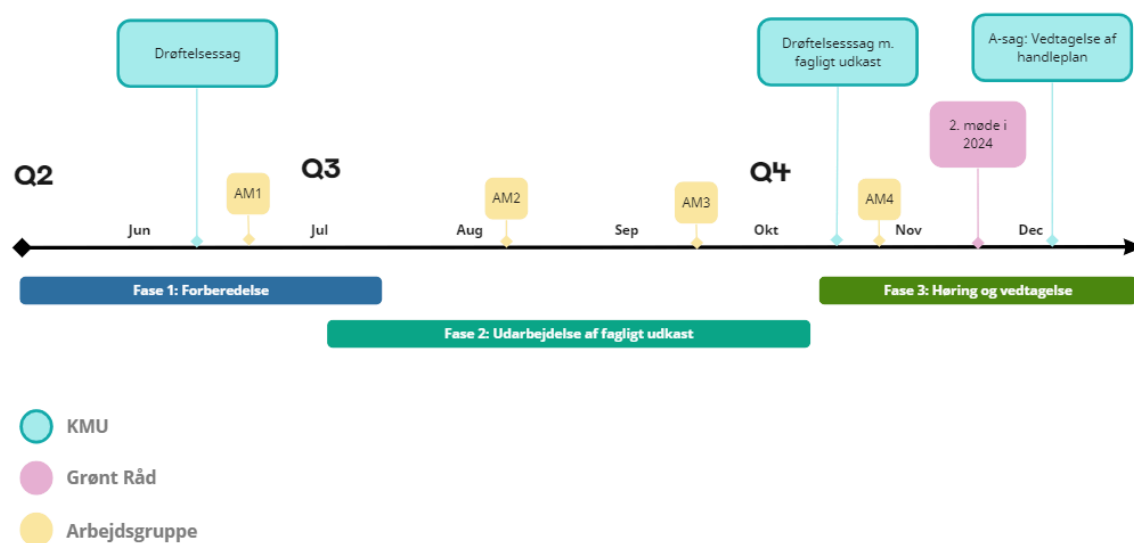 Drøftelsessag
Drøftelsesssag m.
fagligt udkast
A-sag: Vedtagelse af
handleplan
2. møde i
2024
Q2
Q3
Q4
AM1
AM2
AM3
AM4
Jun
Jul
Aug
Sep
Okt
Nov
Dec
Fase 1: Forberedelse
Fase 3: Høring og vedtagelse
Fase 2: Udarbejdelse af fagligt udkast
KMU
Grønt Råd
Arbejdsgruppe